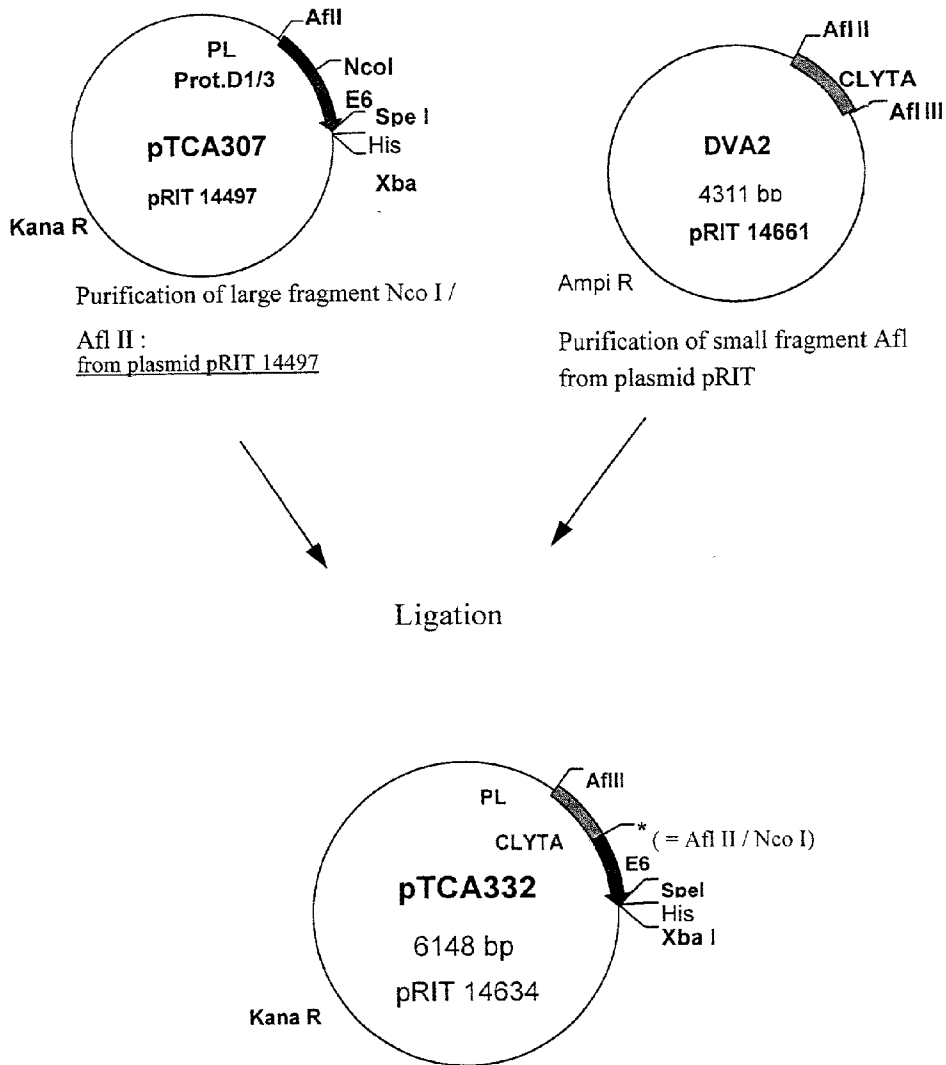 AflI
PL
Prot.D1/3
NcoI
E6
Spe I
His
Xba
pTCA307
pRIT 14497
Kana R
Purification of large fragment Nco I /
Afl II :
from plasmid pRIT 14497
Afl II
CLYTA
Afl III
DVA2
4311 bp
pRIT 14661
Ampi R
Purification of small fragment Afl
from plasmid pRIT
Ligation
PL
AflII
CLYTA
* ( = Afl II / Nco I)
E6
SpeI
His
Xba I
pTCA332
6148 bp
pRIT 14634
Kana R